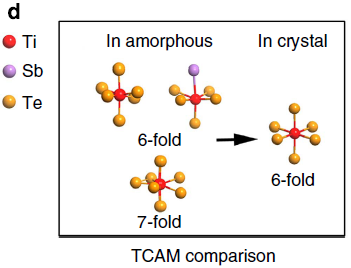 d
Ti
Sb
Te
In amorphous
In crystal
6-fold
7-fold
6-fold
TCAM comparison